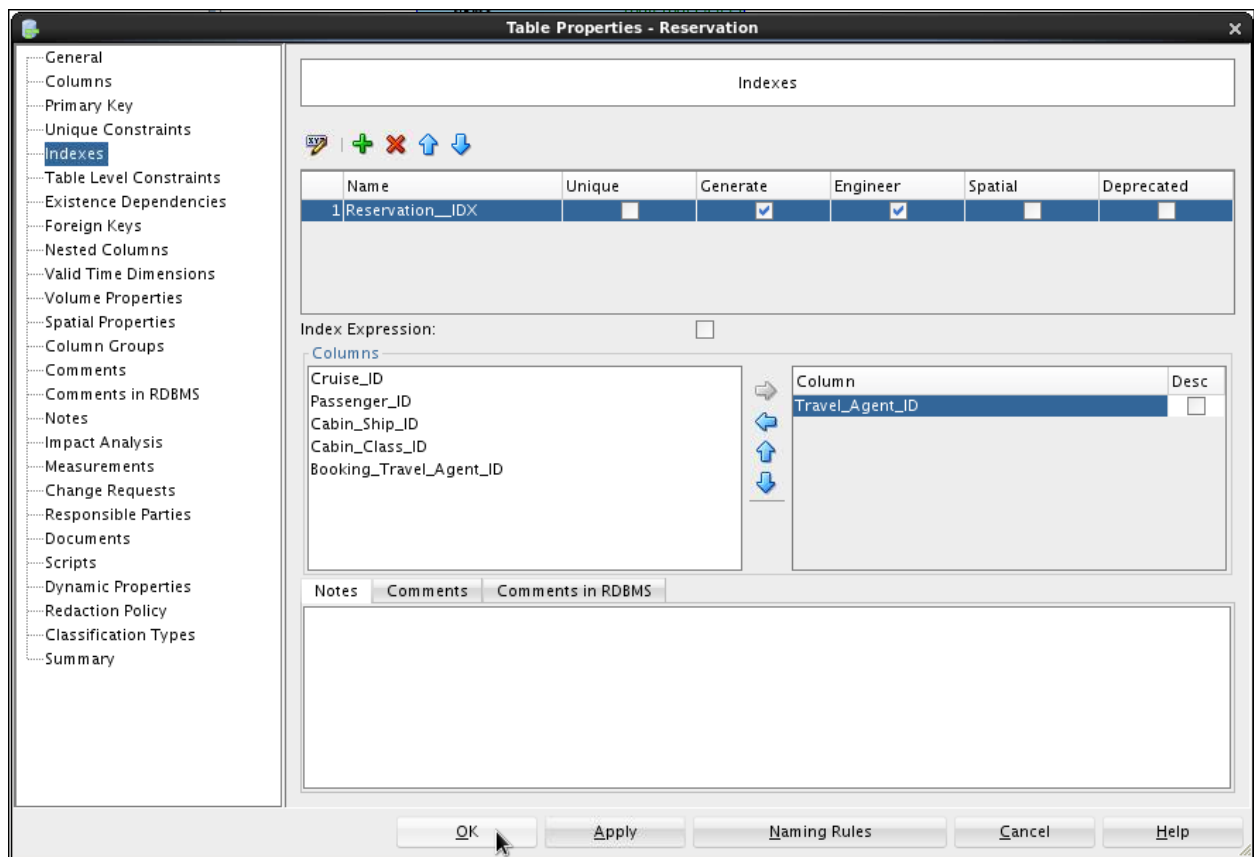 Table Properties - Reservation
General
Columns
Primary Key
Unique Constraints
Indexes
Table Level Constraints
Existence Dependencies
Foreign Keys
Nested Columns
Valid Time Dimensions
Volume Properties
Spatial Properties
Column Groups
Comments
Comments in RDBMS
Notes
Impact Analysis
Measurements
Change Requests
Responsible Parties
Documents
Scripts
Dynamic Properties
Redaction Policy
Classification Types
Summary
Indexes
Name Unique Generate Engineer Spatial Deprecated
1 Reservation__IDX
Index Expression:
Columns
Cruise_ID
Passenger_ID
Cabin_Ship_ID
Cabin_Class_ID
Booking_Travel_Agent_ID
Column Desc
Travel_Agent_ID
Notes Comments Comments in RDBMS
OK Apply Naming Rules Cancel Help